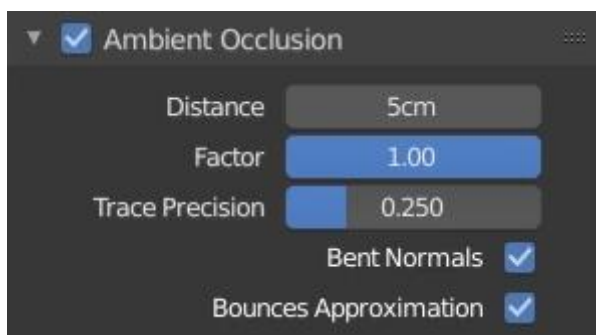 Ambient Occlusion
Distance 5cm
Factor 1.00
Trace Precision 0.250
Bent Normals
Bounces Approximation